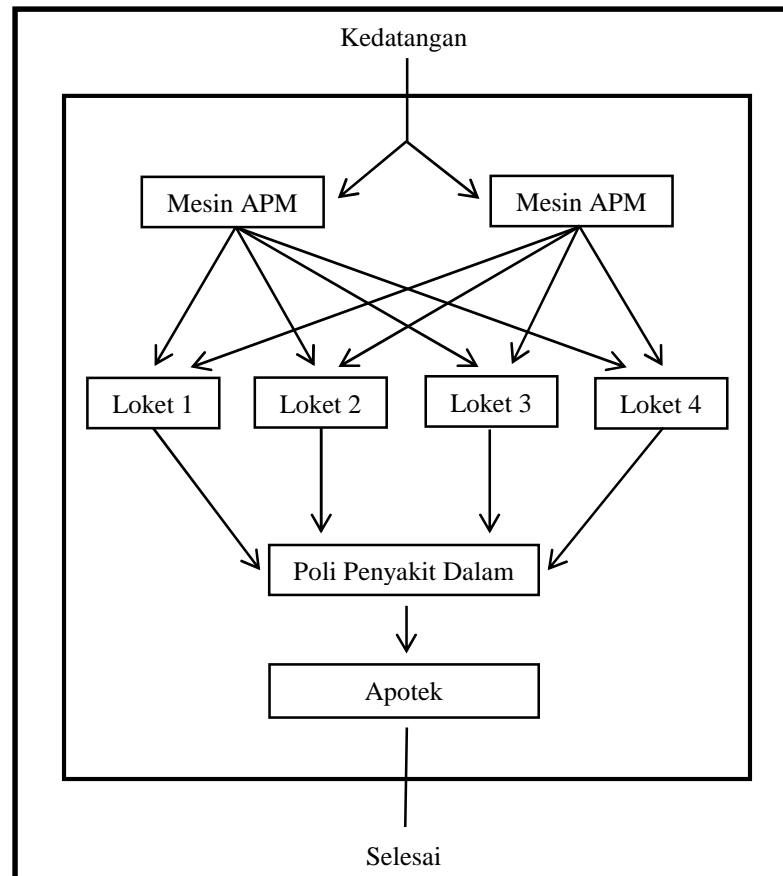 Kedatangan
Mesin APM
Mesin APM
Loket 1
Loket 2
Loket 3
Loket 4
Poli Penyakit Dalam
Apotek
Selesai